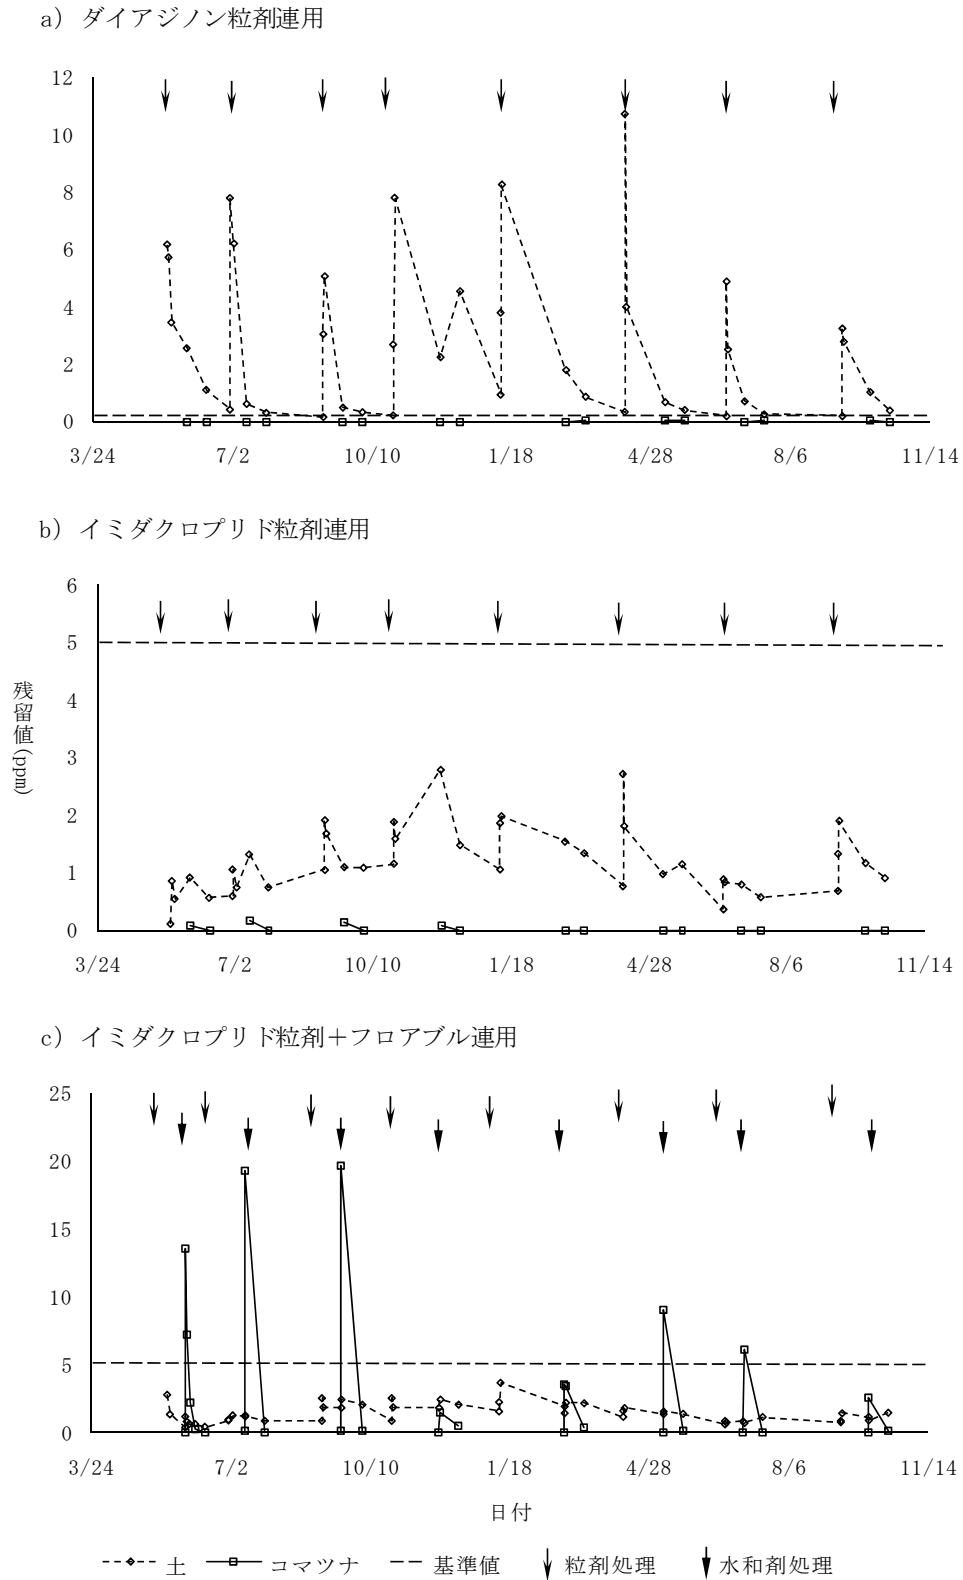 a）ダイアジノン粒剤連用
12
10
8
6
4
2
0
3/24 7/2 10/10 1/18 4/28 8/6 11/14
b）イミダクロプリド粒剤連用
6
5
4
3
2
1
0
残留値(ppm)
3/24 7/2 10/10 1/18 4/28 8/6 11/14
c）イミダクロプリド粒剤＋フロアブル連用
25
20
15
10
5
0
3/24 7/2 10/10 1/18 4/28 8/6 11/14
日付
土 コマツナ 基準値 粒剤処理 水和剤処理